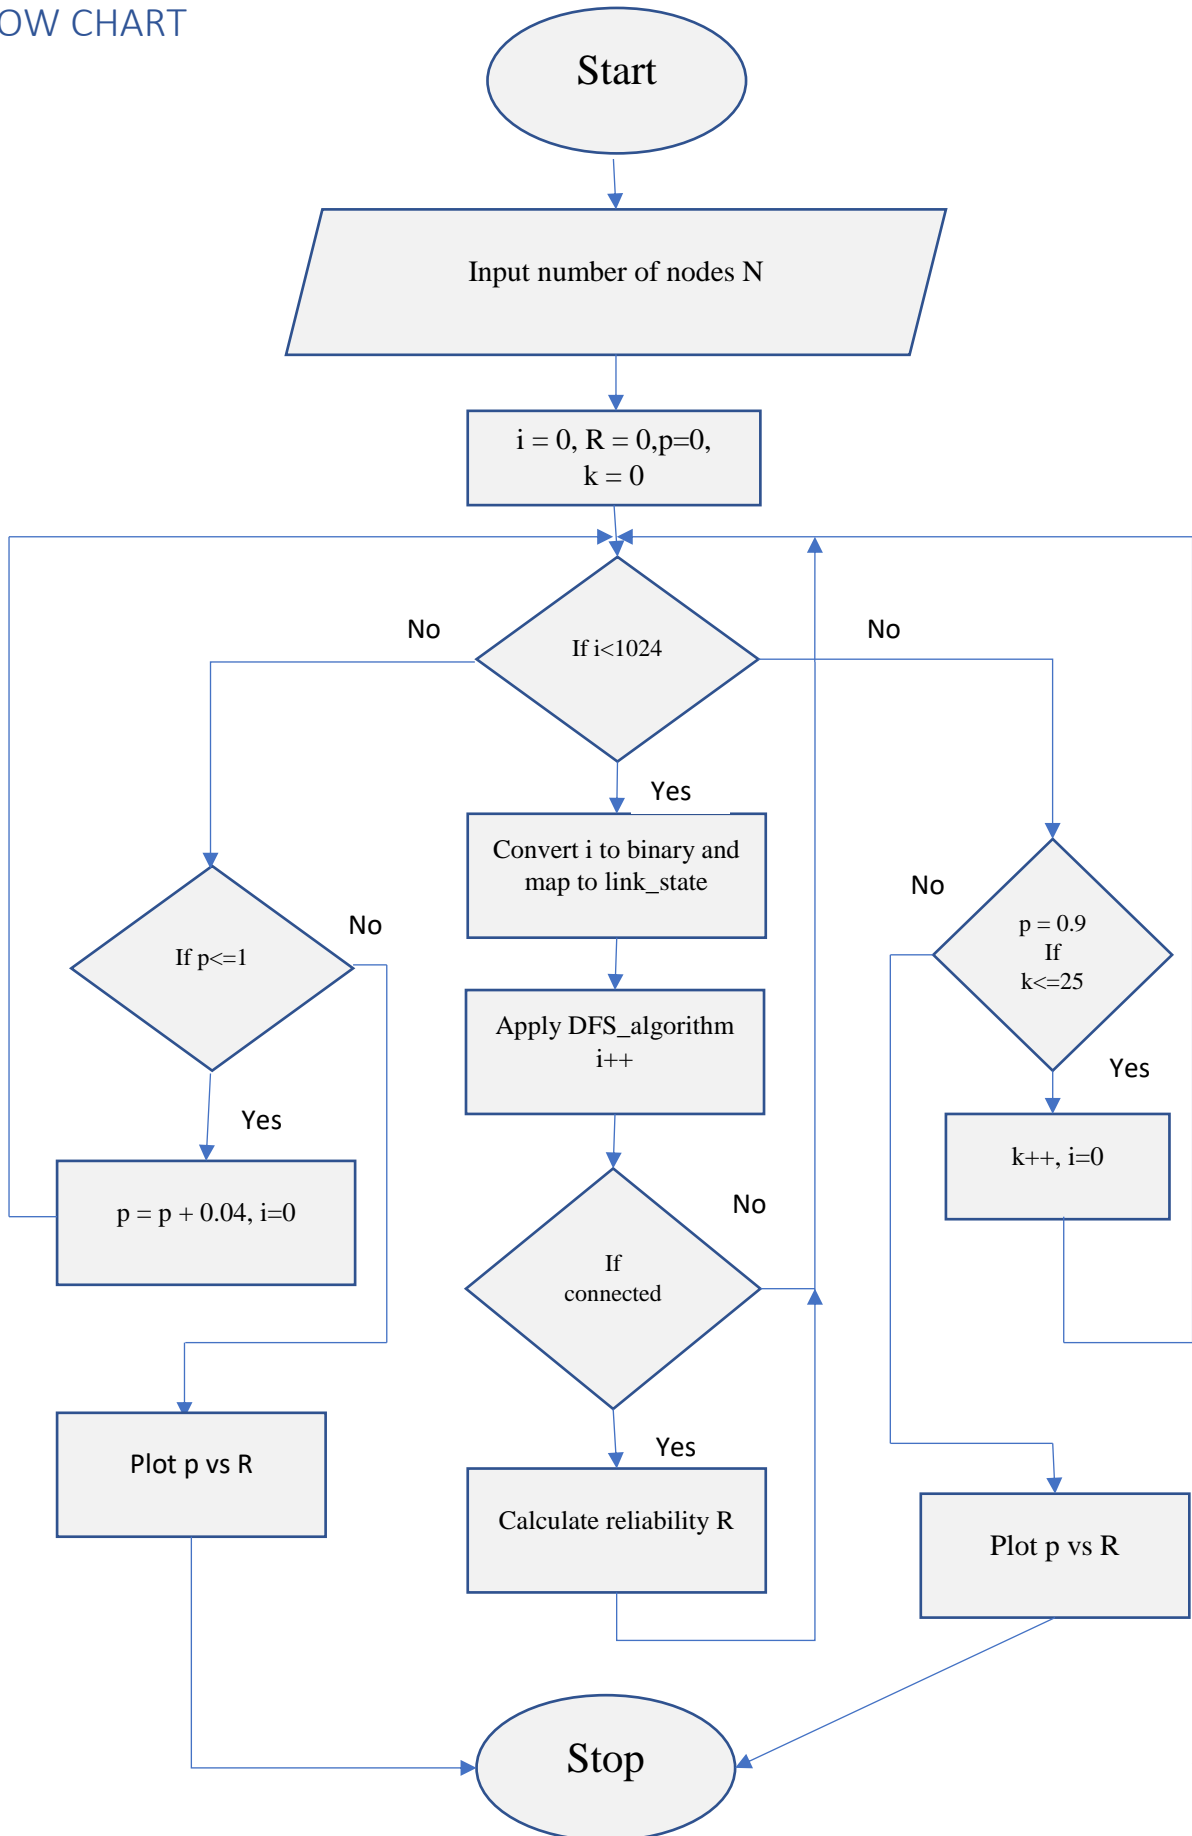 OW CHART
Start
Input number of nodes N
i = 0, R = 0,p=0,
k = 0
No
If i<1024
No
Yes
Convert i to binary and
map to link_state
No
If p<=1
No
p = 0.9
If
k<=25
Apply DFS_algorithm
i++
Yes
Yes
k++, i=0
p = p + 0.04, i=0
No
If
connected
Yes
Plot p vs R
Calculate reliability R
Plot p vs R
Stop